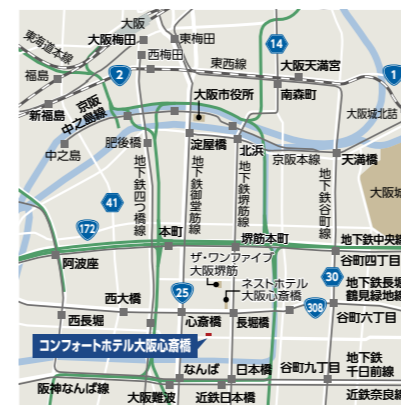 大阪
大阪梅田
東梅田
西梅田
東海道本線
福島
東西線
14
大阪天満宮
2
1
大阪市役所
南森町
新福島
京阪
中之島線
大阪城北詰
中之島
肥後橋
淀屋橋
北浜
京阪本線
天満橋
地下鉄四つ橋線
地下鉄御堂筋線
地下鉄堺筋線
地下鉄谷町線
大阪城
41
172
本町
堺筋本町
地下鉄中央線
谷町四丁目
阿波座
ザ・ワンファイブ
大阪堺筋
ネストホテル
大阪心斎橋
30
地下鉄長堀
鶴見緑地線
25
308
西大橋
西長堀
心斎橋
長堀橋
谷町六丁目
コンフォートホテル大阪心斎橋
なんば
日本橋
谷町九丁目
地下鉄
千日前線
阪神なんば線
大阪難波
近鉄日本橋
近鉄奈良線